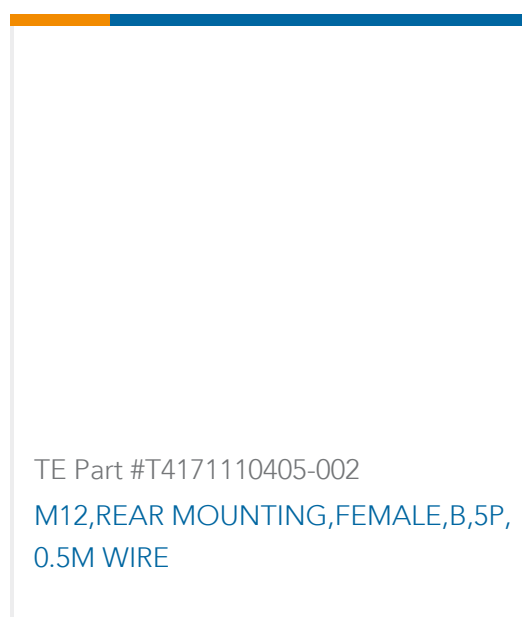 TE Part #T4171110405-002
M12,REAR MOUNTING,FEMALE,B,5P,
0.5M WIRE